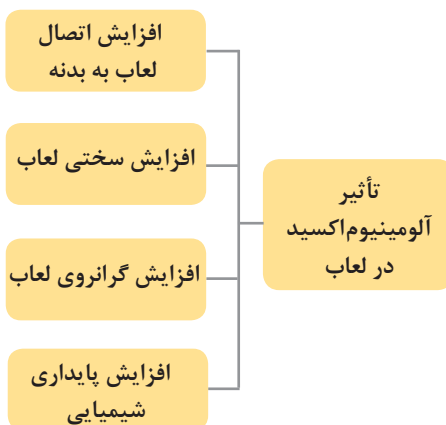 تأثیر
آلومینیوم‌اکسید
در لعاب
افزایش اتصال
لعاب به بدنه
افزایش سختی لعاب
افزایش گرانروی لعاب
افزایش پایداری
شیمیایی